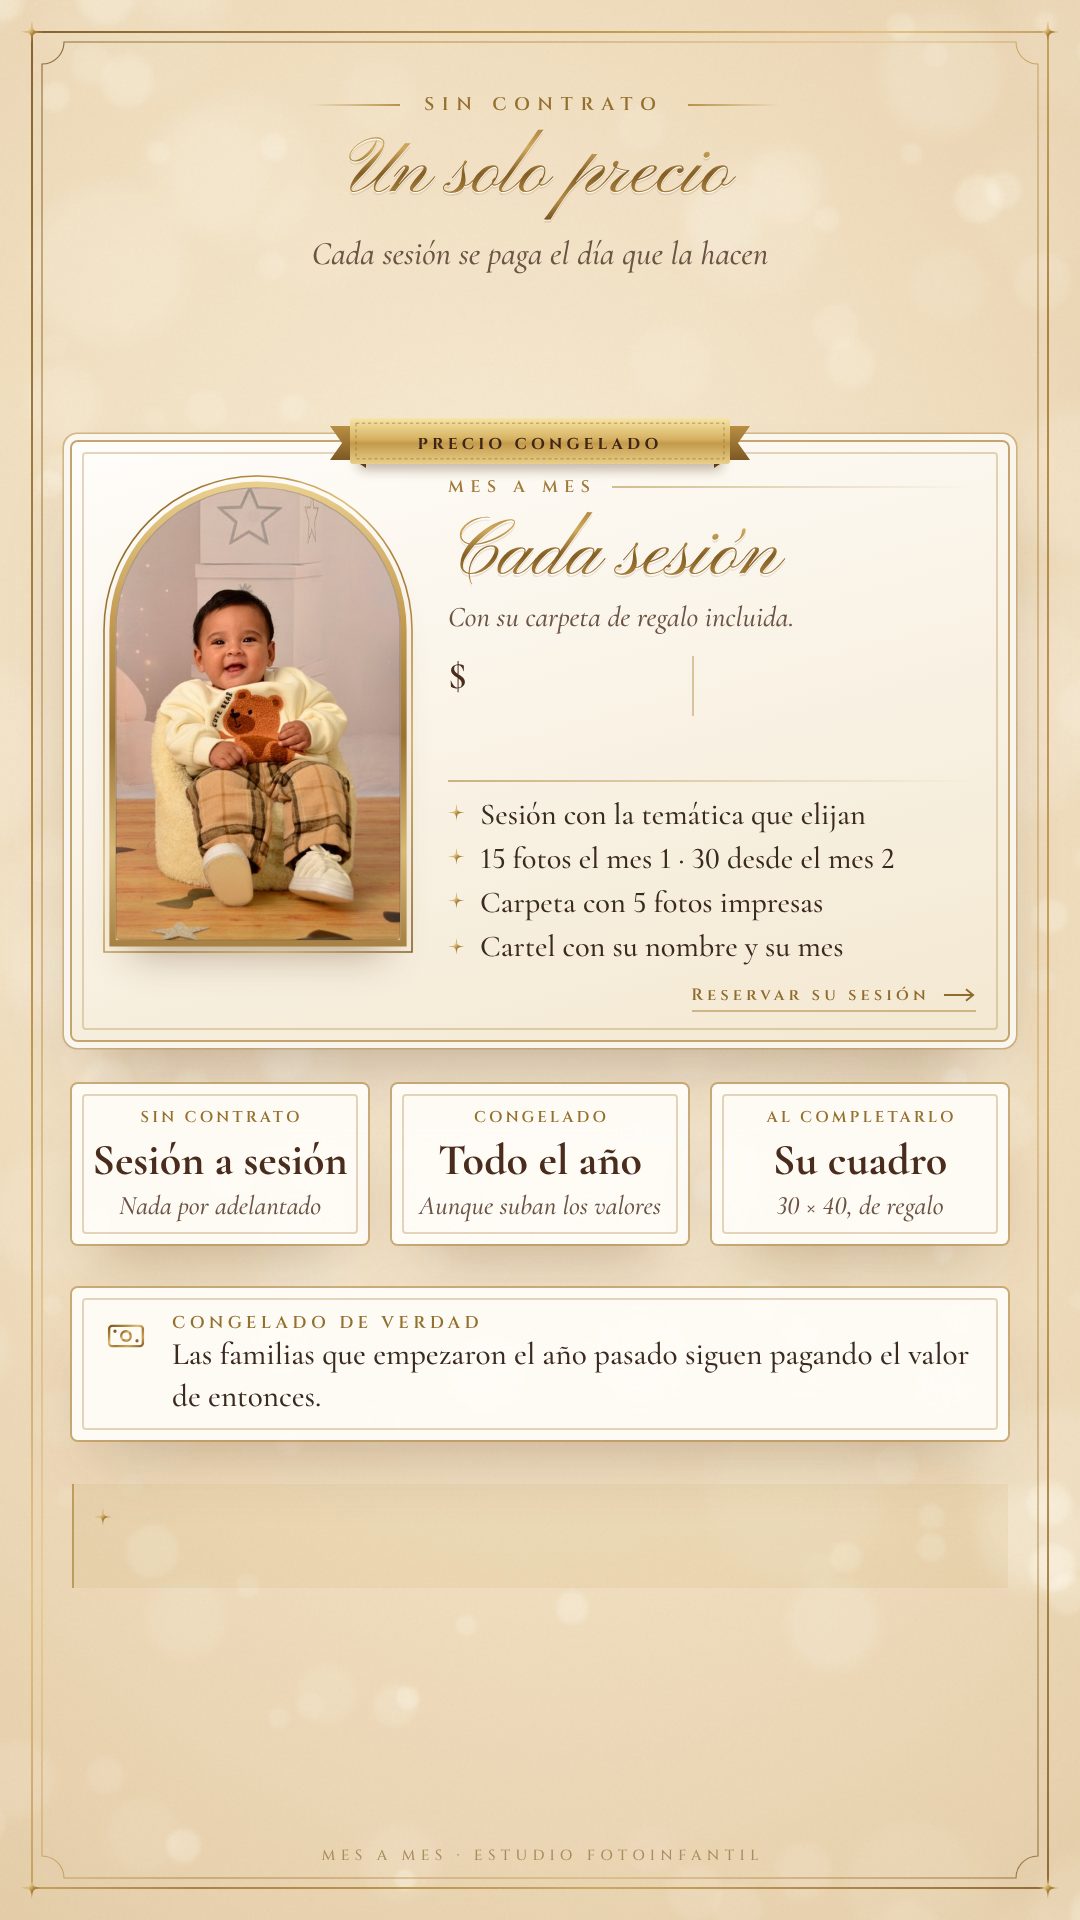 SIN CONTRATO
Un solo precio
Cada sesión se paga el día que la hacen
PRECIO CONGELADO
MES A MES
Cada sesión
Con su carpeta de regalo incluida.
$
Sesión con la temática que elijan
15 fotos el mes 1 · 30 desde el mes 2
Carpeta con 5 fotos impresas
Cartel con su nombre y su mes
RESERVAR SU SESIÓN
SIN CONTRATO
Sesión a sesión
Nada por adelantado
CONGELADO
Todo el año
Aunque suban los valores
AL COMPLETARLO
Su cuadro
30 × 40, de regalo
CONGELADO DE VERDAD
Las familias que empezaron el año pasado siguen pagando el valor
de entonces.
MES A MES · ESTUDIO FOTOINFANTIL